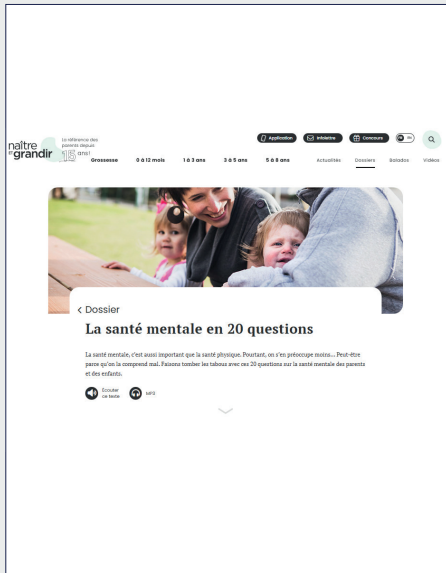 naître et grandir
La référence des
parents depuis
15 ans!
Application
Infolettre
Concours
FR EN
Grossesse
0 à 12 mois
1 à 3 ans
3 à 5 ans
5 à 8 ans
Actualités
Dossiers
Balados
Vidéos
< Dossier
La santé mentale en 20 questions
La santé mentale, c'est aussi important que la santé physique. Pourtant, on s'en préoccupe moins... Peut-être
parce qu'on la comprend mal. Faisons tomber les tabous avec ces 20 questions sur la santé mentale des parents
et des enfants.
Écouter
ce texte
MP3